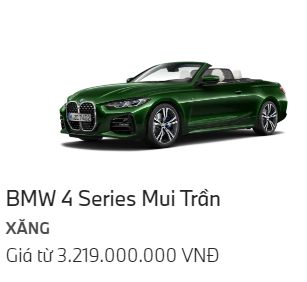 BMW 4 Series Mui Trần
XĂNG
Giá từ 3.219.000.000 VNĐ